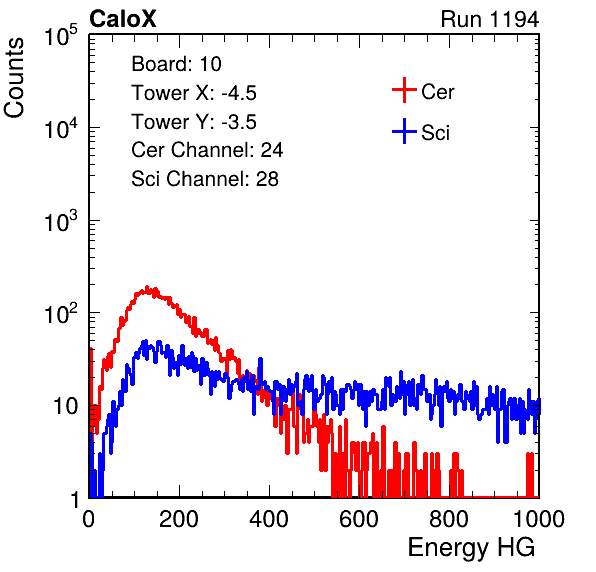 CaloX Run 1194
Counts
Board: 10
Tower X: -4.5
Tower Y: -3.5
Cer Channel: 24
Sci Channel: 28
Cer
Sci
10^5
10^4
10^3
10^2
10
1
0 200 400 600 800 1000
Energy HG